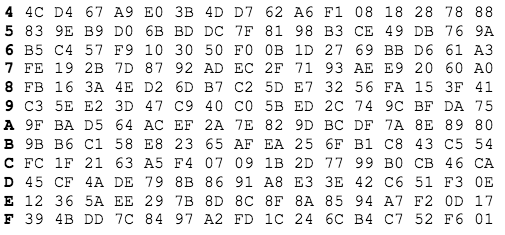 4 4C D4 67 A9 E0 3B 4D D7 62 A6 F1 08 18 28 78 88
5 83 9E B9 D0 6B BD DC 7F 81 98 B3 CE 49 DB 76 9A
6 B5 C4 57 F9 10 30 50 F0 0B 1D 27 69 BB D6 61 A3
7 FE 19 2B 7D 87 92 AD EC 2F 71 93 AE E9 20 60 A0
8 FB 16 3A 4E D2 6D B7 C2 5D E7 32 56 FA 15 3F 41
9 C3 5E E2 3D 47 C9 40 C0 5B ED 2C 74 9C BF DA 75
A 9F BA D5 64 AC EF 2A 7E 82 9D BC DF 7A 8E 89 80
B 9B B6 C1 58 E8 23 65 AF EA 25 6F B1 C8 43 C5 54
C FC 1F 21 63 A5 F4 07 09 1B 2D 77 99 B0 CB 46 CA
D 45 CF 4A DE 79 8B 86 91 A8 E3 3E 42 C6 51 F3 0E
E 12 36 5A EE 29 7B 8D 8C 8F 8A 85 94 A7 F2 0D 17
F 39 4B DD 7C 84 97 A2 FD 1C 24 6C B4 C7 52 F6 01